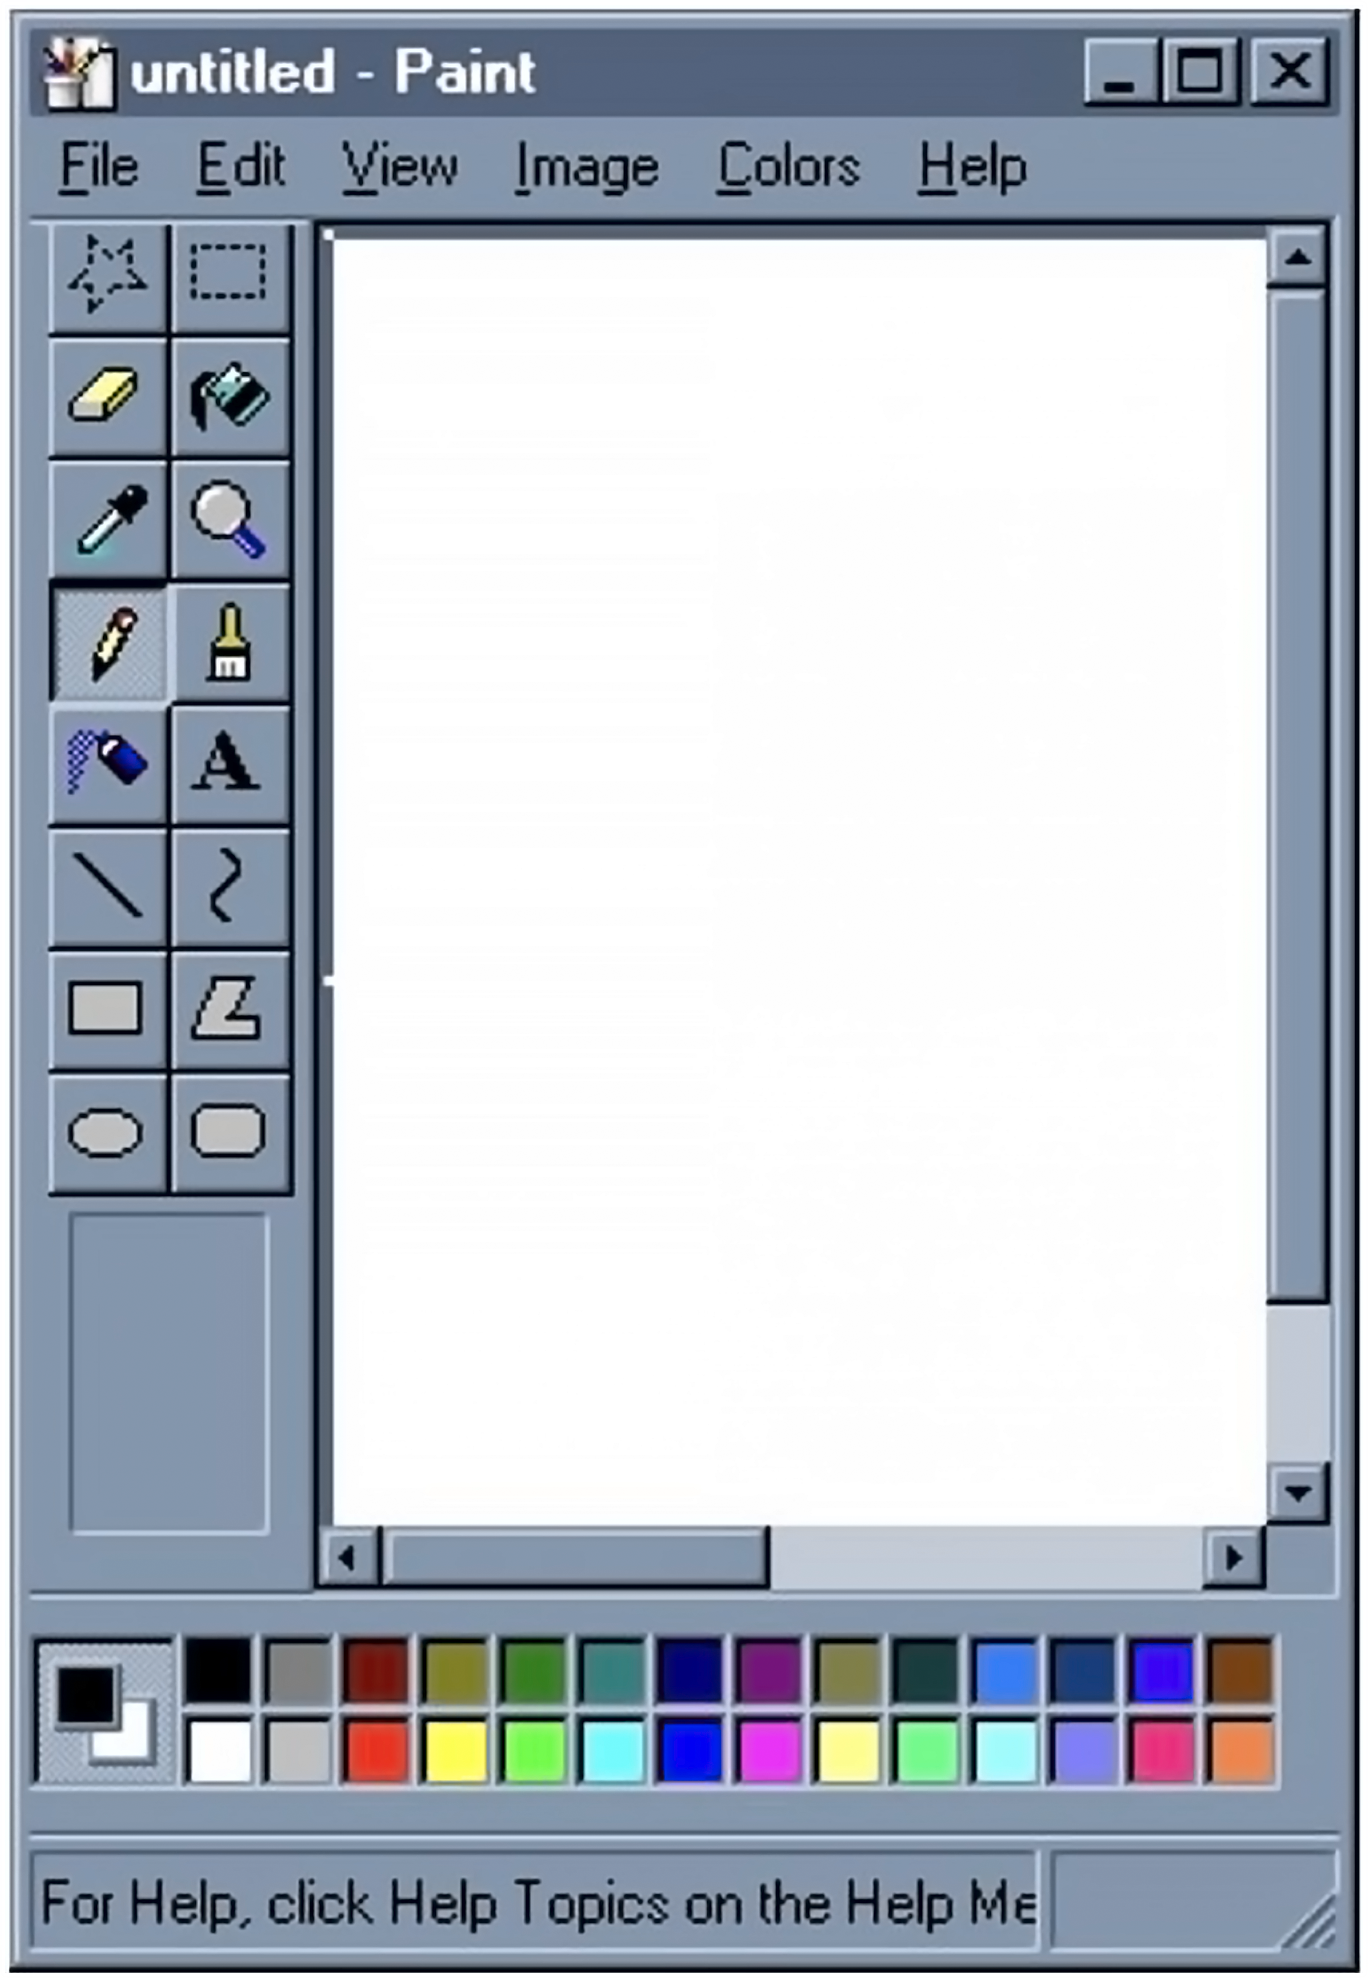 untitled - Paint
File Edit View Image Colors Help
A
For Help, click Help Topics on the Help Me